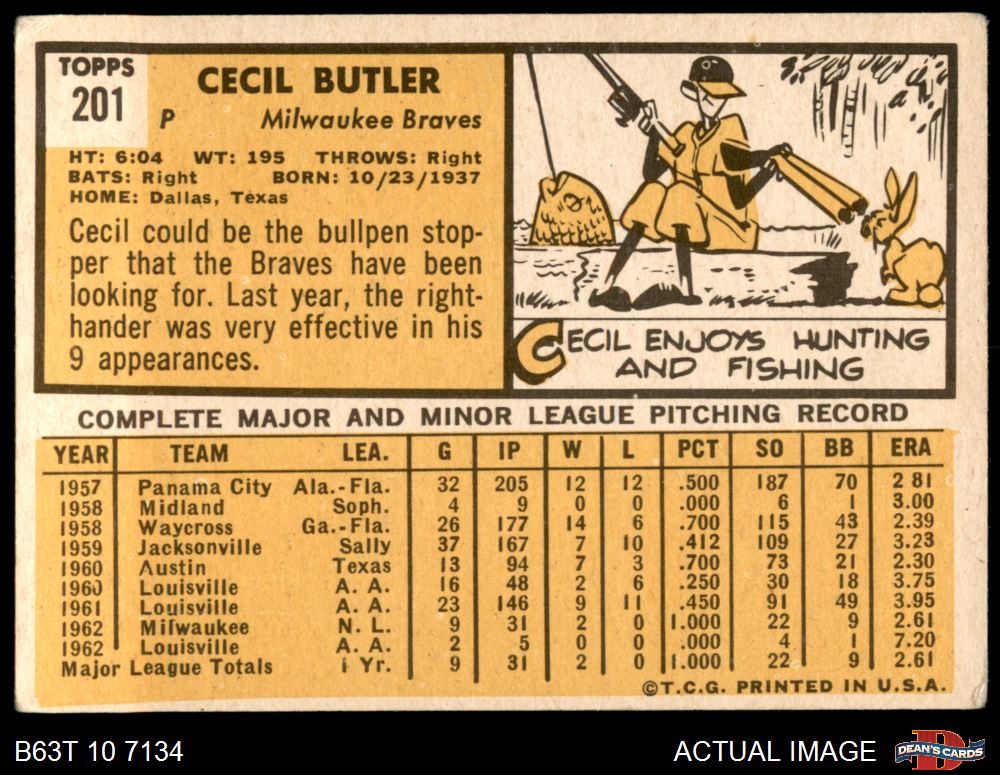 TOPPS
201
CECIL BUTLER
P Milwaukee Braves
HT: 6:04 WT: 195 THROWS: Right
BATS: Right BORN: 10/23/1937
HOME: Dallas, Texas
Cecil could be the bullpen stop-
per that the Braves have been
looking for. Last year, the right-
hander was very effective in his
9 appearances.
CECIL ENJOYS HUNTING
AND FISHING
COMPLETE MAJOR AND MINOR LEAGUE PITCHING RECORD
YEAR TEAM LEA. G IP W L PCT SO BB ERA
1957 Panama City Ala.-Fla. 32 205 12 12 .500 187 70 2 81
1958 Midland Soph. 4 9 0 0 .000 6 1 3.00
1958 Waycross Ga.-Fla. 26 177 14 6 .700 115 43 2.39
1959 Jacksonville Sally 37 167 7 10 .412 109 27 3.23
1960 Austin Texas 13 94 7 3 .700 73 21 2.30
1960 Louisville A. A. 16 48 2 6 .250 30 18 3.75
1961 Louisville A. A. 23 146 9 11 .450 91 49 3.95
1962 Milwaukee N. L. 9 31 2 0 1.000 22 9 2.61
1962 Louisville A. A. 2 5 0 0 .000 4 1 7.20
Major League Totals 1 Yr. 9 31 2 0 1.000 22 9 2.61
©T.C.G. PRINTED IN U.S.A.
B63T 10 7134 ACTUAL IMAGE DEAN'S CARDS